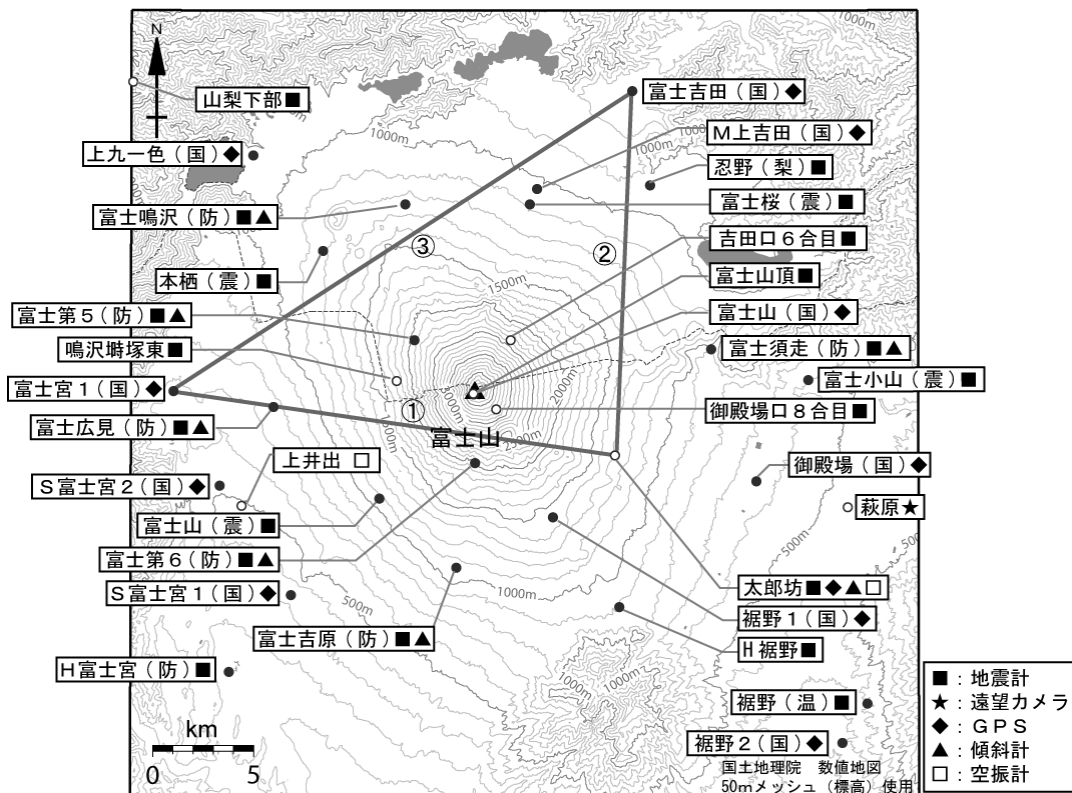 1000m
N
山梨下部■
富士吉田(国)◆
1000m
M上吉田(国)◆
1000m
1000m
上九一色(国)◆
忍野(梨)■
富士桜(震)■
富士鳴沢(防)■▲
吉田口6合目■
③
②
本栖(震)■
富士山頂■
1500m
富士第5(防)■▲
富士山(国)◆
鳴沢塒塚東■
富士須走(防)■▲
富士宮1(国)◆
富士小山(震)■
2000m
3000m
①
御殿場口8合目■
富士広見(防)■▲
富士山
2500m
上井出 □
御殿場(国)◆
S富士宮2(国)◆
萩原★
富士山(震)■
500m
富士第6(防)■▲
太郎坊■◆▲□
1000m
S富士宮1(国)◆
500m
裾野1(国)◆
富士吉原(防)■▲
H裾野■
H富士宮(防)■
1000m
1000m
■:地震計
★:遠望カメラ
◆:GPS
▲:傾斜計
□:空振計
裾野(温)■
km
0 5
裾野2(国)◆
国土地理院 数値地図
50mメッシュ(標高)使用